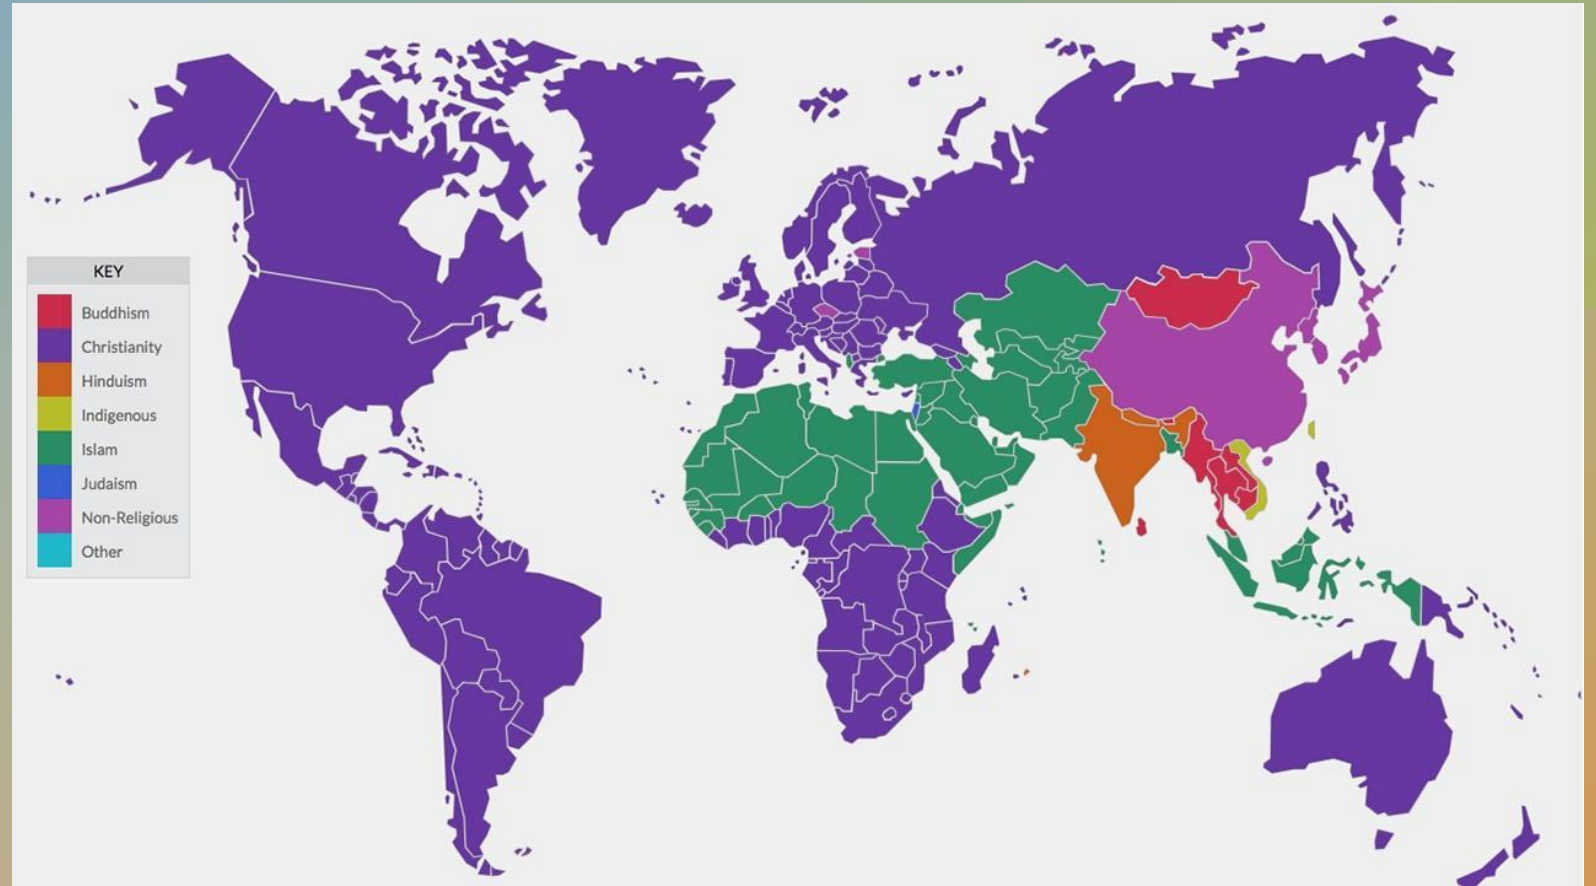 KEY
Buddhism
Christianity
Hinduism
Indigenous
Islam
Judaism
Non-Religious
Other